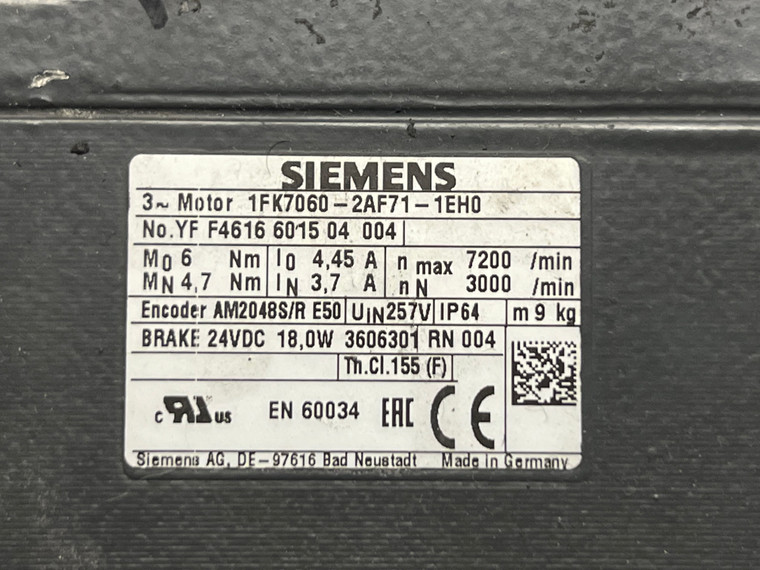 SIEMENS
3~ Motor 1FK7060-2AF71-1EH0
No.YF F4616 6015 04 004
M0 6 Nm I0 4,45 A n max 7200 /min
MN 4,7 Nm IN 3,7 A n N 3000 /min
Encoder AM2048S/R E50 UIN257V IP64 m 9 kg
BRAKE 24VDC 18,0W 3606301 RN 004
Th.Cl.155 (F)
c RU us EN 60034 EAC CE
Siemens AG, DE-97616 Bad Neustadt Made in Germany